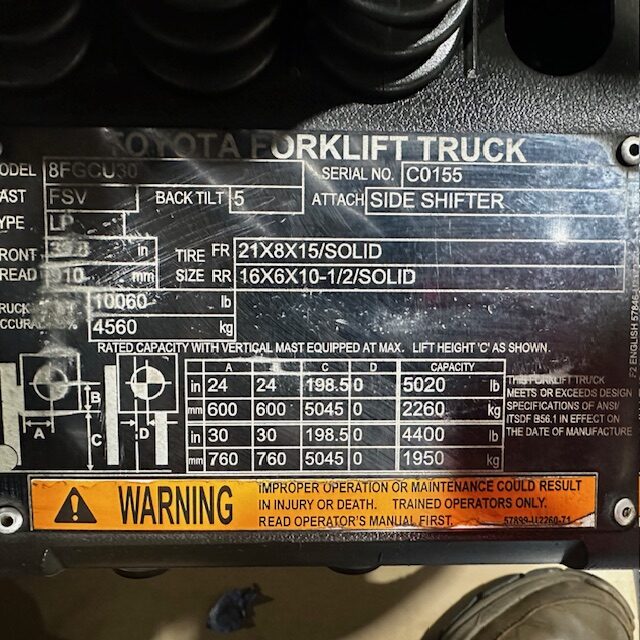 TOYOTA FORKLIFT TRUCK
MODEL 8FGCU30 SERIAL NO. C0155
MAST FSV BACK TILT 5 ATTACH SIDE SHIFTER
TYPE LP
FRONT in TIRE FR 21X8X15/SOLID
TREAD 910 mm SIZE RR 16X6X10-1/2/SOLID
TRUCK 10060 lb
4560 kg
RATED CAPACITY WITH VERTICAL MAST EQUIPPED AT MAX. LIFT HEIGHT 'C' AS SHOWN.
A C D CAPACITY
in 24 24 198.5 0 5020 lb
mm 600 600 5045 0 2260 kg
in 30 30 198.5 0 4400 lb
mm 760 760 5045 0 1950 kg
A B C D
THIS FORKLIFT TRUCK
MEETS OR EXCEEDS DESIGN
SPECIFICATIONS OF ANSI/
ITSDF B56.1 IN EFFECT ON
THE DATE OF MANUFACTURE
WARNING
IMPROPER OPERATION OR MAINTENANCE COULD RESULT
IN INJURY OR DEATH. TRAINED OPERATORS ONLY.
READ OPERATOR'S MANUAL FIRST. 57899-U2260-71